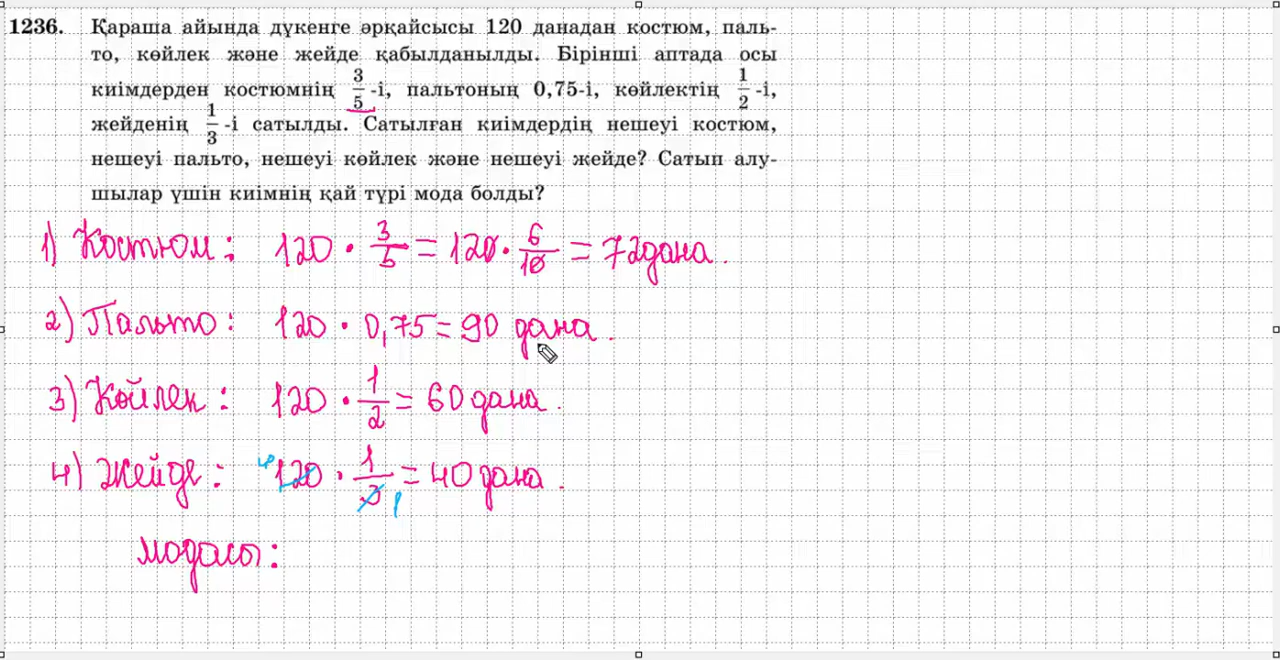 1236. Қараша айында дүкенге әрқайсысы 120 данадан костюм, паль-
то, көйлек және жейде қабылданылды. Бірінші аптада осы
киімдерден костюмнің 3/5 -і, пальтоның 0,75-і, көйлектің 1/2 -і,
жейденің 1/3 -і сатылды. Сатылған киімдердің нешеуі костюм,
нешеуі пальто, нешеуі көйлек және нешеуі жейде? Сатып алу-
шылар үшін киімнің қай түрі мода болды?
1) Костюм: 120 · 3/5 = 120 · 6/10 = 72 дана.
2) Пальто: 120 · 0,75 = 90 дана.
3) Көйлек: 120 · 1/2 = 60 дана.
4) Жейде: 4 120 · 1/3 1 = 40 дана.
модасы: